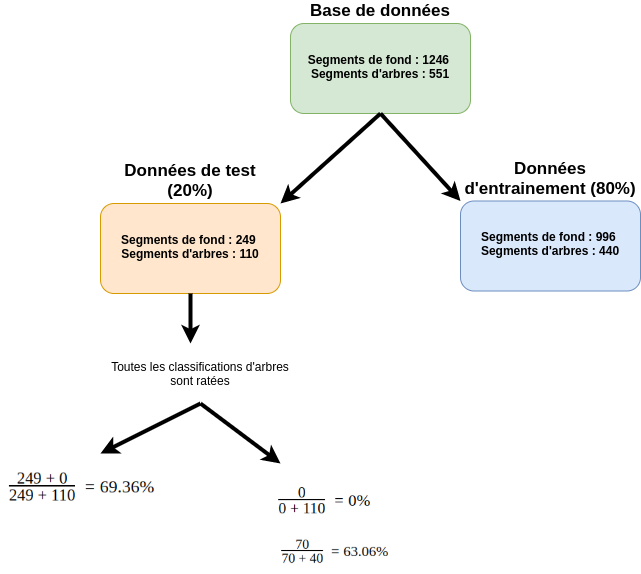 Base de données
Segments de fond : 1246
Segments d'arbres : 551
Données de test
(20%)
Segments de fond : 249
Segments d'arbres : 110
Données
d'entrainement (80%)
Segments de fond : 996
Segments d'arbres : 440
Toutes les classifications d'arbres
sont ratées
249 + 0
249 + 110
= 69.36%
0
0 + 110
= 0%
70
70 + 40
= 63.06%